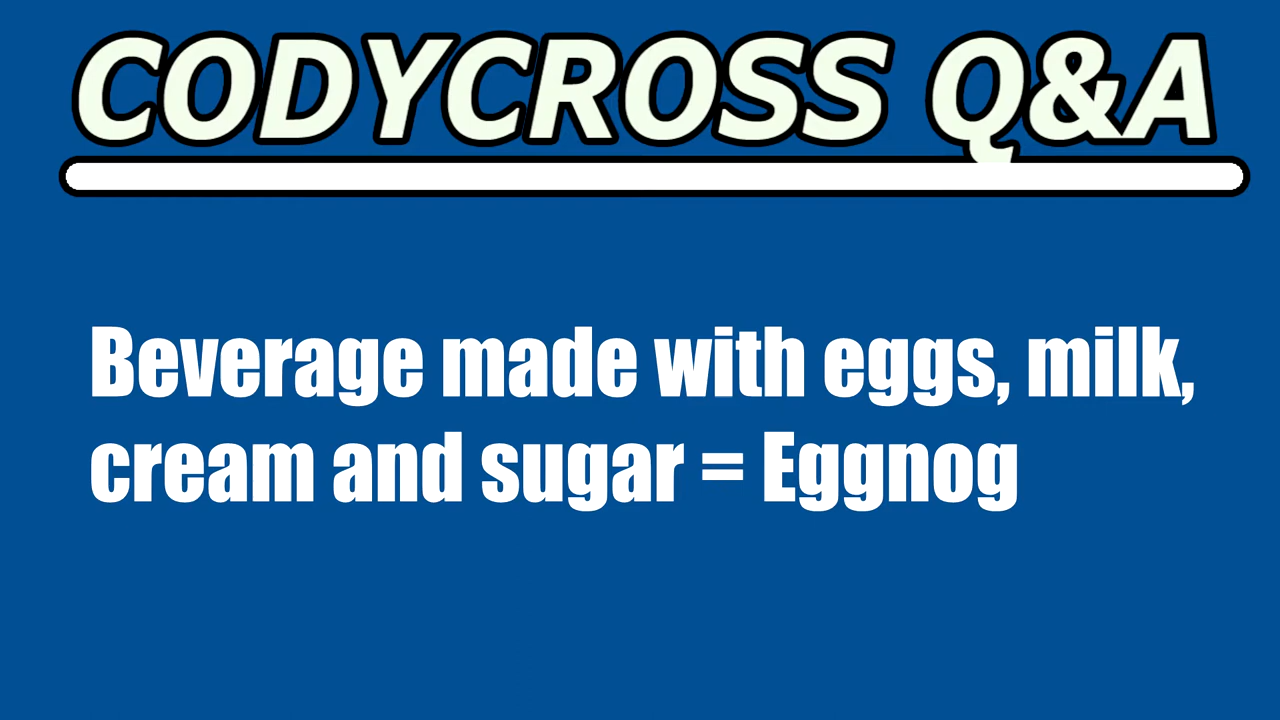 CODYCROSS Q&A
Beverage made with eggs, milk,
cream and sugar = Eggnog